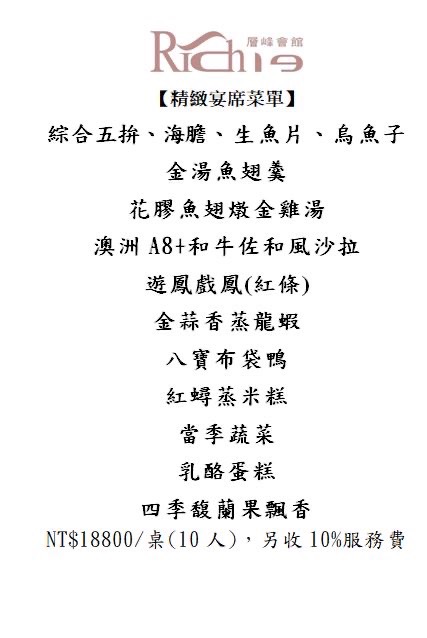 層峰會館
Rich 19
【精緻宴席菜單】
綜合五拚、海膽、生魚片、烏魚子
金湯魚翅羹
花膠魚翅燉金雞湯
澳洲A8+和牛佐和風沙拉
遊鳳戲鳳(紅條)
金蒜香蒸龍蝦
八寶布袋鴨
紅蟳蒸米糕
當季蔬菜
乳酪蛋糕
四季馥蘭果飄香
NT$18800/桌(10人)，另收10%服務費